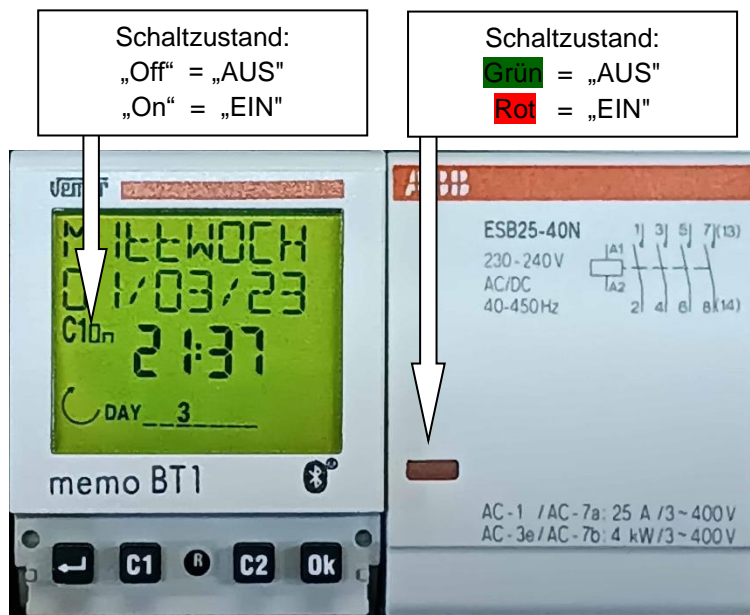 Schaltzustand:
„Off“ = „AUS"
„On“ = „EIN"
Schaltzustand:
Grün = „AUS"
Rot = „EIN"
MITTWOCH
01/03/23
C1 On
21:37
DAY 3
memo BT1
C1
R
C2
Ok
ABB
ESB25-40N
230-240V
AC/DC
40-450Hz
A1
A2
1 3 5 7(13)
2 4 6 8(14)
AC-1 / AC-7a: 25 A /3~400V
AC-3e/AC-7b: 4 kW/3~400V